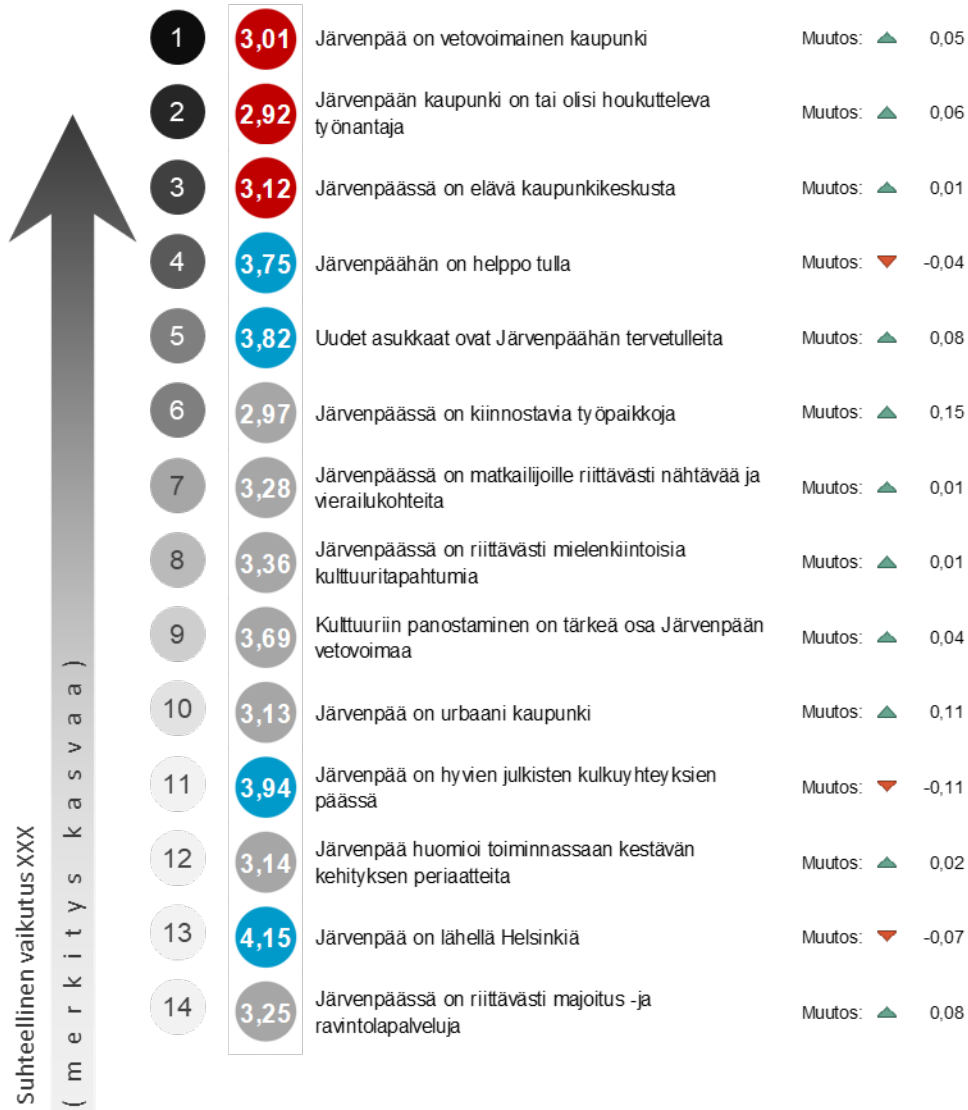 1 3,01 Järvenpää on vetovoimainen kaupunki Muutos: 0,05
2 2,92 Järvenpään kaupunki on tai olisi houkutteleva
työnantaja Muutos: 0,06
3 3,12 Järvenpäässä on elävä kaupunkikeskusta Muutos: 0,01
4 3,75 Järvenpäähän on helppo tulla Muutos: -0,04
5 3,82 Uudet asukkaat ovat Järvenpäähän tervetulleita Muutos: 0,08
6 2,97 Järvenpäässä on kiinnostavia työpaikkoja Muutos: 0,15
7 3,28 Järvenpäässä on matkailijoille riittävästi nähtävää ja
vierailukohteita Muutos: 0,01
8 3,36 Järvenpäässä on riittävästi mielenkiintoisia
kulttuuritapahtumia Muutos: 0,01
9 3,69 Kulttuuriin panostaminen on tärkeä osa Järvenpään
vetovoimaa Muutos: 0,04
10 3,13 Järvenpää on urbaani kaupunki Muutos: 0,11
11 3,94 Järvenpää on hyvien julkisten kulkuyhteyksien
päässä Muutos: -0,11
12 3,14 Järvenpää huomioi toiminnassaan kestävän
kehityksen periaatteita Muutos: 0,02
13 4,15 Järvenpää on lähellä Helsinkiä Muutos: -0,07
14 3,25 Järvenpäässä on riittävästi majoitus -ja
ravintolapalveluja Muutos: 0,08
Suhteellinen vaikutus XXX
(merkitys kasvaa)